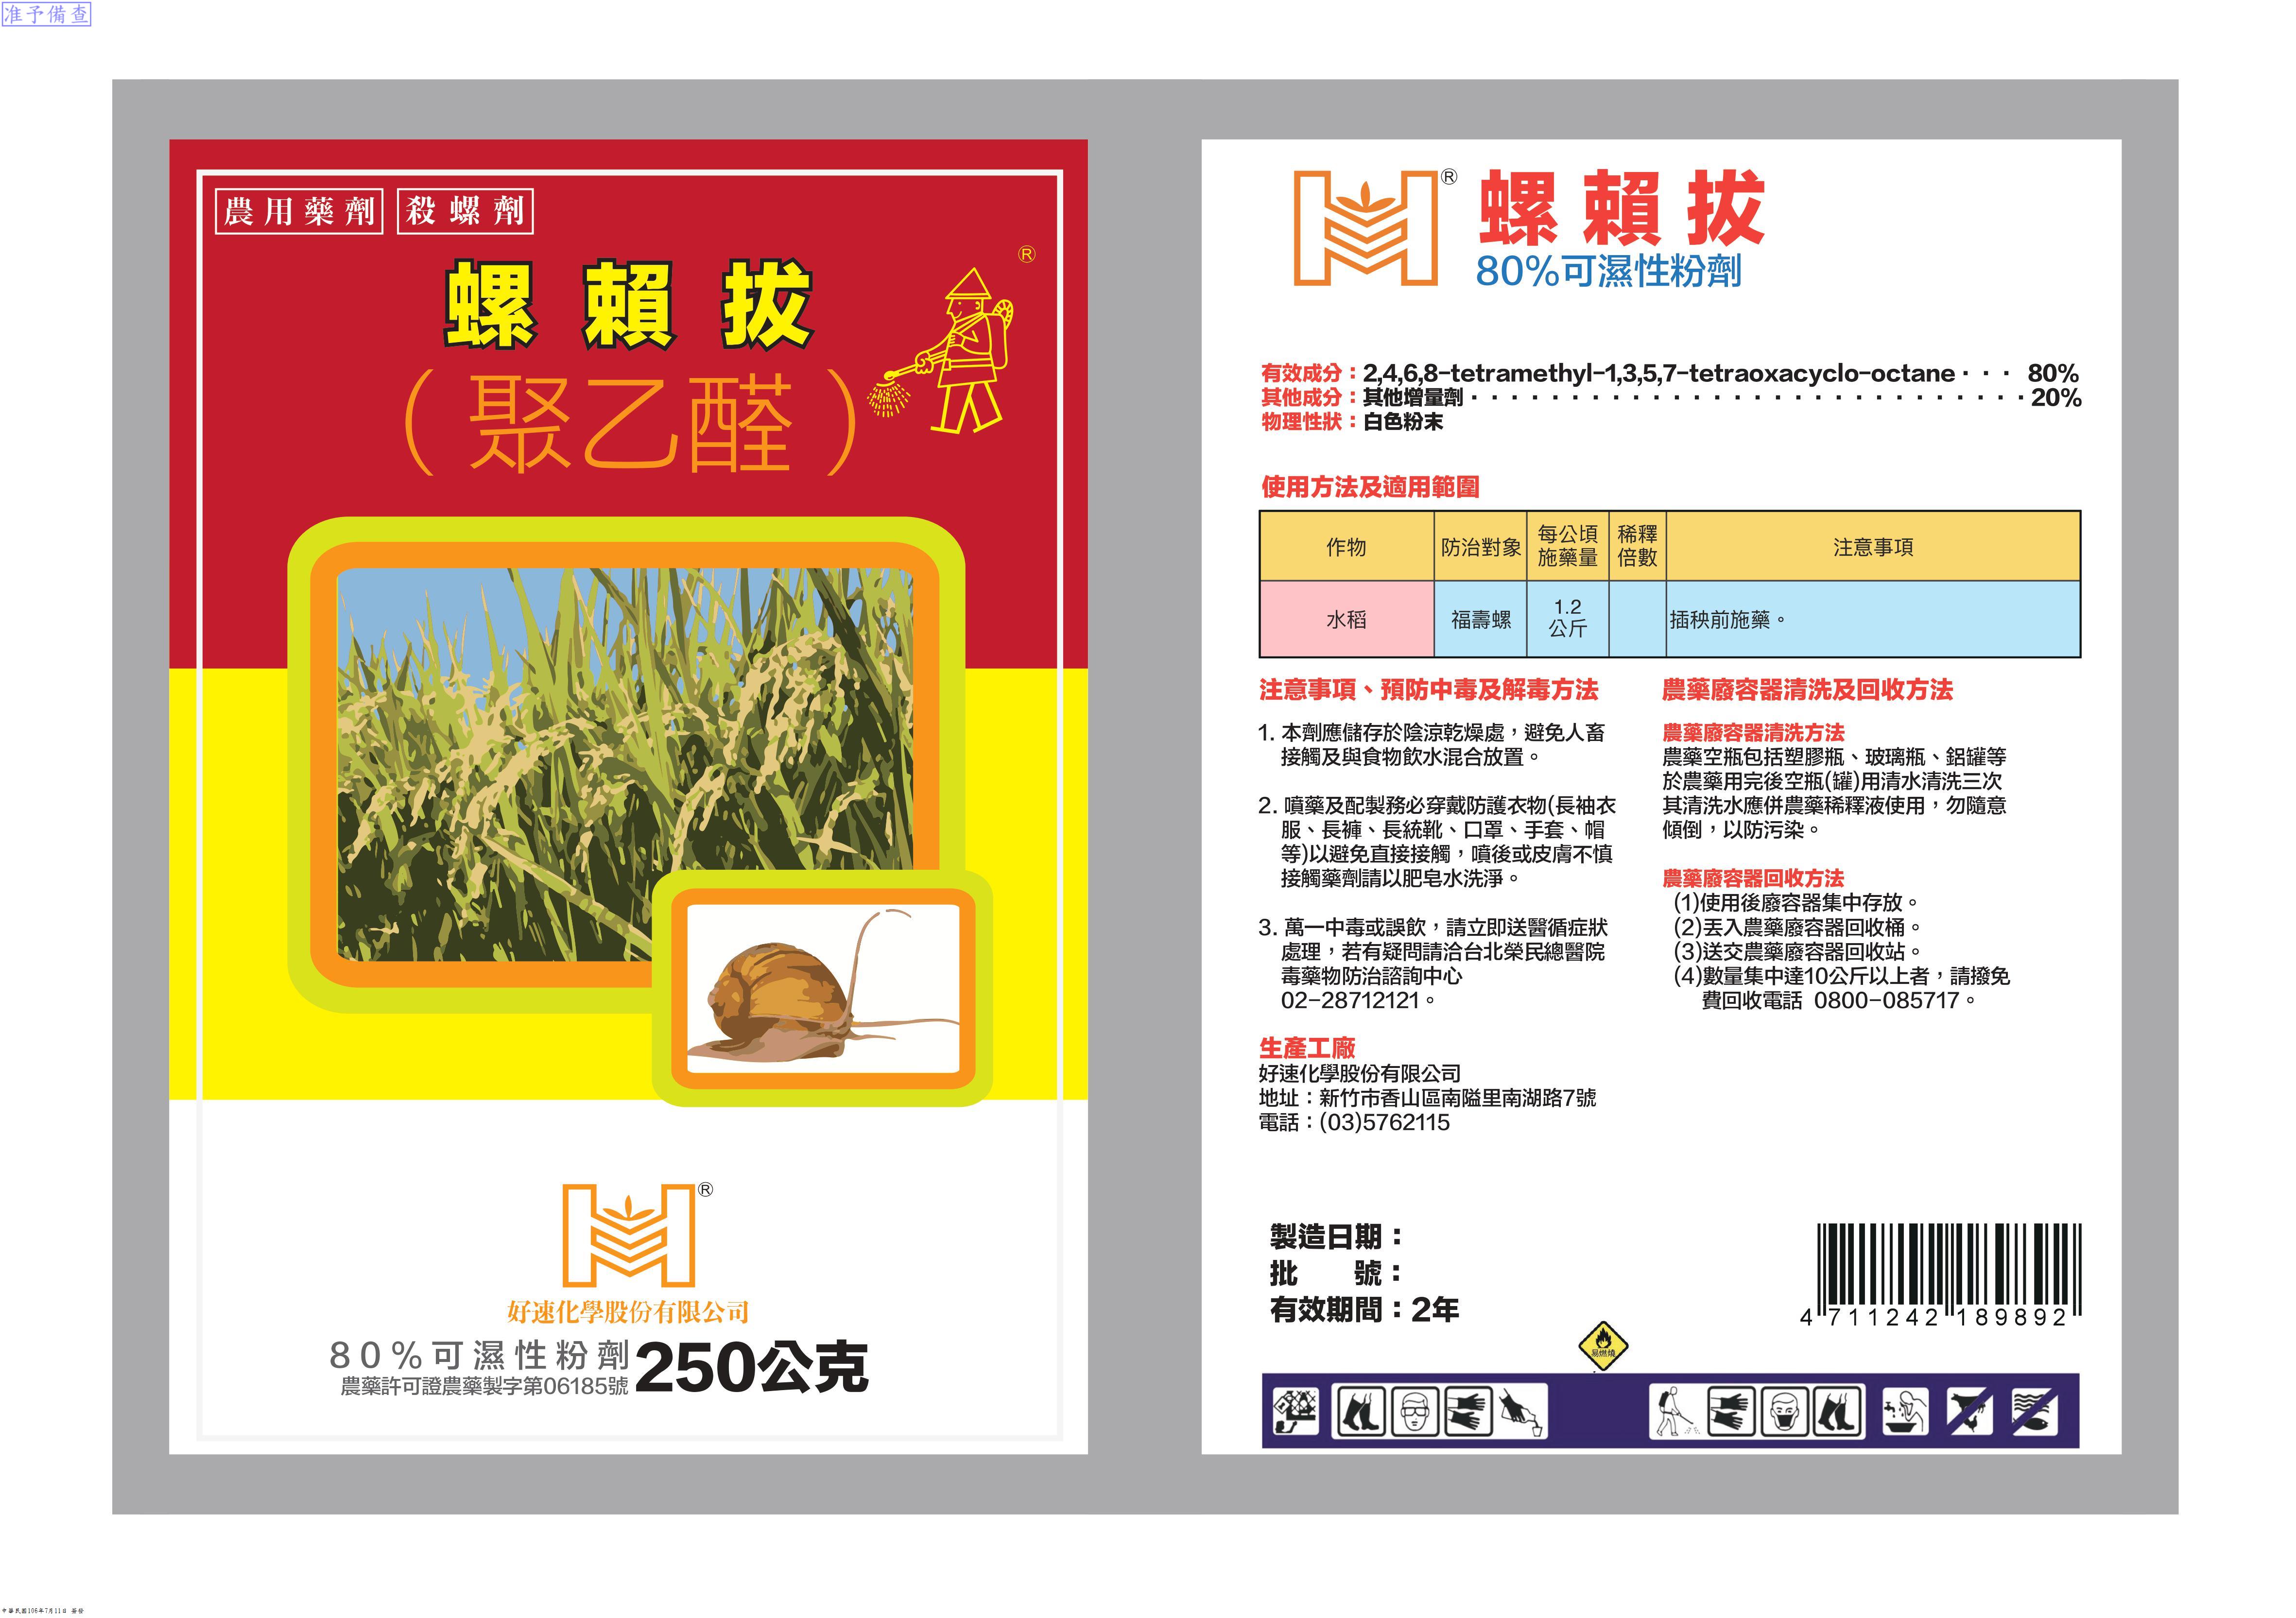 准予備查
農用藥劑 殺螺劑
螺賴拔
®
(聚乙醛)
®
好速化學股份有限公司
80%可濕性粉劑 250公克
農藥許可證農藥製字第06185號
® 螺賴拔
80%可濕性粉劑
有效成分：2,4,6,8-tetramethyl-1,3,5,7-tetraoxacyclo-octane··· 80%
其他成分：其他增量劑····························20%
物理性狀：白色粉末
使用方法及適用範圍
作物 防治對象 每公頃施藥量 稀釋倍數 注意事項
水稻 福壽螺 1.2公斤 插秧前施藥。
注意事項、預防中毒及解毒方法
1. 本劑應儲存於陰涼乾燥處，避免人畜
接觸及與食物飲水混合放置。
2. 噴藥及配製務必穿戴防護衣物(長袖衣
服、長褲、長統靴、口罩、手套、帽
等)以避免直接接觸，噴後或皮膚不慎
接觸藥劑請以肥皂水洗淨。
3. 萬一中毒或誤飲，請立即送醫循症狀
處理，若有疑問請洽台北榮民總醫院
毒藥物防治諮詢中心
02-28712121。
農藥廢容器清洗及回收方法
農藥廢容器清洗方法
農藥空瓶包括塑膠瓶、玻璃瓶、鋁罐等
於農藥用完後空瓶(罐)用清水清洗三次
其清洗水應併農藥稀釋液使用，勿隨意
傾倒，以防污染。
農藥廢容器回收方法
(1)使用後廢容器集中存放。
(2)丟入農藥廢容器回收桶。
(3)送交農藥廢容器回收站。
(4)數量集中達10公斤以上者，請撥免
費回收電話 0800-085717。
生產工廠
好速化學股份有限公司
地址：新竹市香山區南隘里南湖路7號
電話：(03)5762115
製造日期：
批 號：
有效期間：2年
4 711242 189892
易燃燒
中華民國106年7月11日 簽發